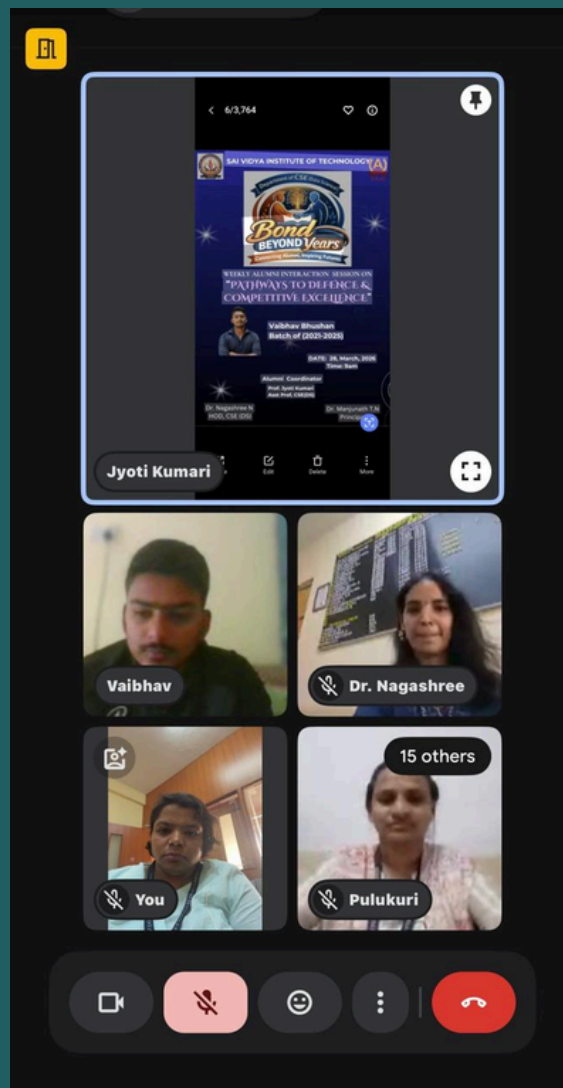 6/3,764
SAI VIDYA INSTITUTE OF TECHNOLOGY
Department of CSE (Data Science)
Bond
BEYOND Years
Connecting Alumni, Inspiring Futures
WEEKLY ALUMNI INTERACTION SESSION ON
"PATHWAYS TO DEFENCE &
COMPETITIVE EXCELLENCE"
Vaibhav Bhushan
Batch of (2021-2025)
DATE: 28, March, 2026
Time: 9am
Alumni Coordinator
Prof. Jyoti Kumari
Asst Prof. CSE(DS)
Dr. Nagashree N
HOD, CSE (DS)
Dr. Manjunath T.N
Edit
Delete
More
Jyoti Kumari
Vaibhav
Dr. Nagashree
15 others
You
Pulukuri